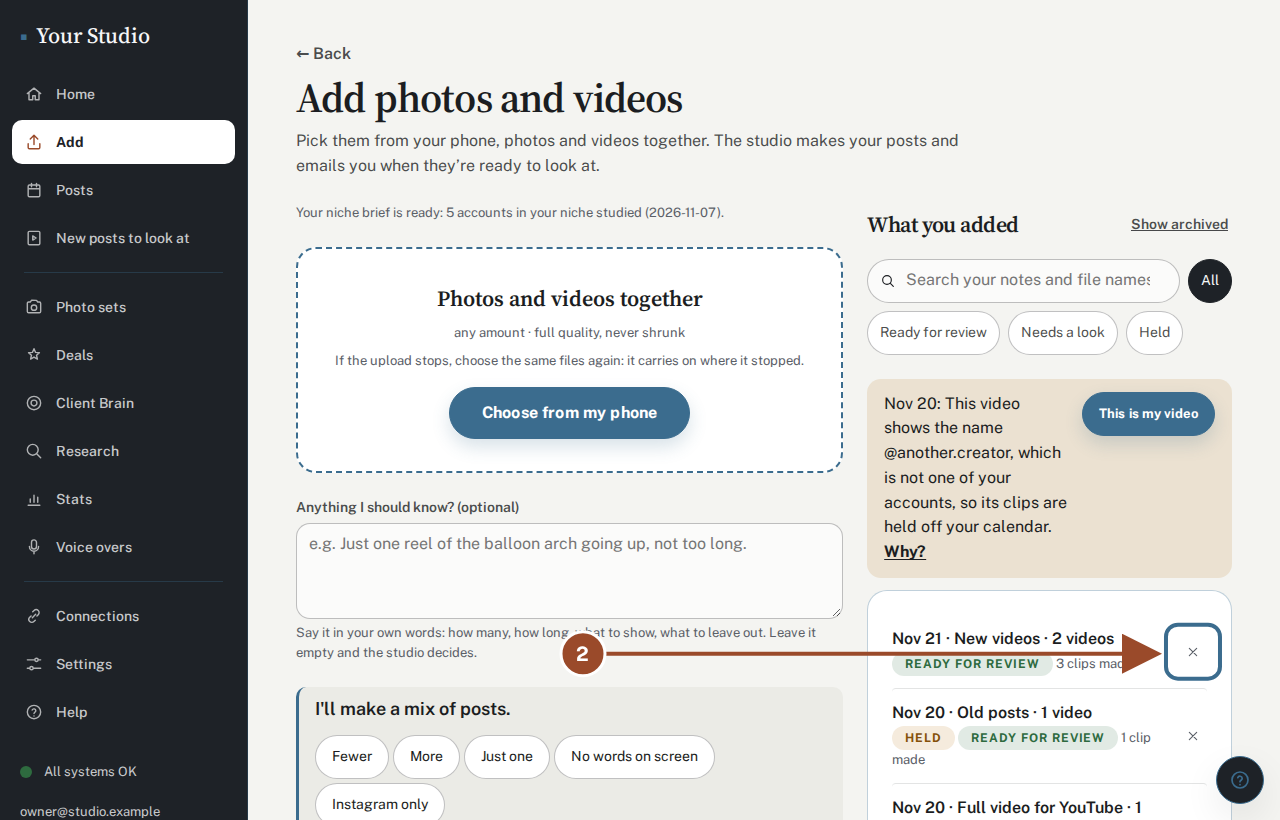 Your Studio
Home
Add
Posts
New posts to look at
Photo sets
Deals
Client Brain
Research
Stats
Voice overs
Connections
Settings
Help
All systems OK
owner@studio.example
← Back
Add photos and videos
Pick them from your phone, photos and videos together. The studio makes your posts and
emails you when they're ready to look at.
Your niche brief is ready: 5 accounts in your niche studied (2026-11-07).
Photos and videos together
any amount · full quality, never shrunk
If the upload stops, choose the same files again: it carries on where it stopped.
Choose from my phone
Anything I should know? (optional)
e.g. Just one reel of the balloon arch going up, not too long.
Say it in your own words: how many, how long, what to show, what to leave out. Leave it
empty and the studio decides.
2
I'll make a mix of posts.
Fewer
More
Just one
No words on screen
Instagram only
What you added
Show archived
Search your notes and file names
All
Ready for review
Needs a look
Held
Nov 20: This video
shows the name
@another.creator, which
is not one of your
accounts, so its clips are
held off your calendar.
Why?
This is my video
Nov 21 · New videos · 2 videos
READY FOR REVIEW 3 clips
Nov 20 · Old posts · 1 video
HELD READY FOR REVIEW 1 clip
made
Nov 20 · Full video for YouTube · 1